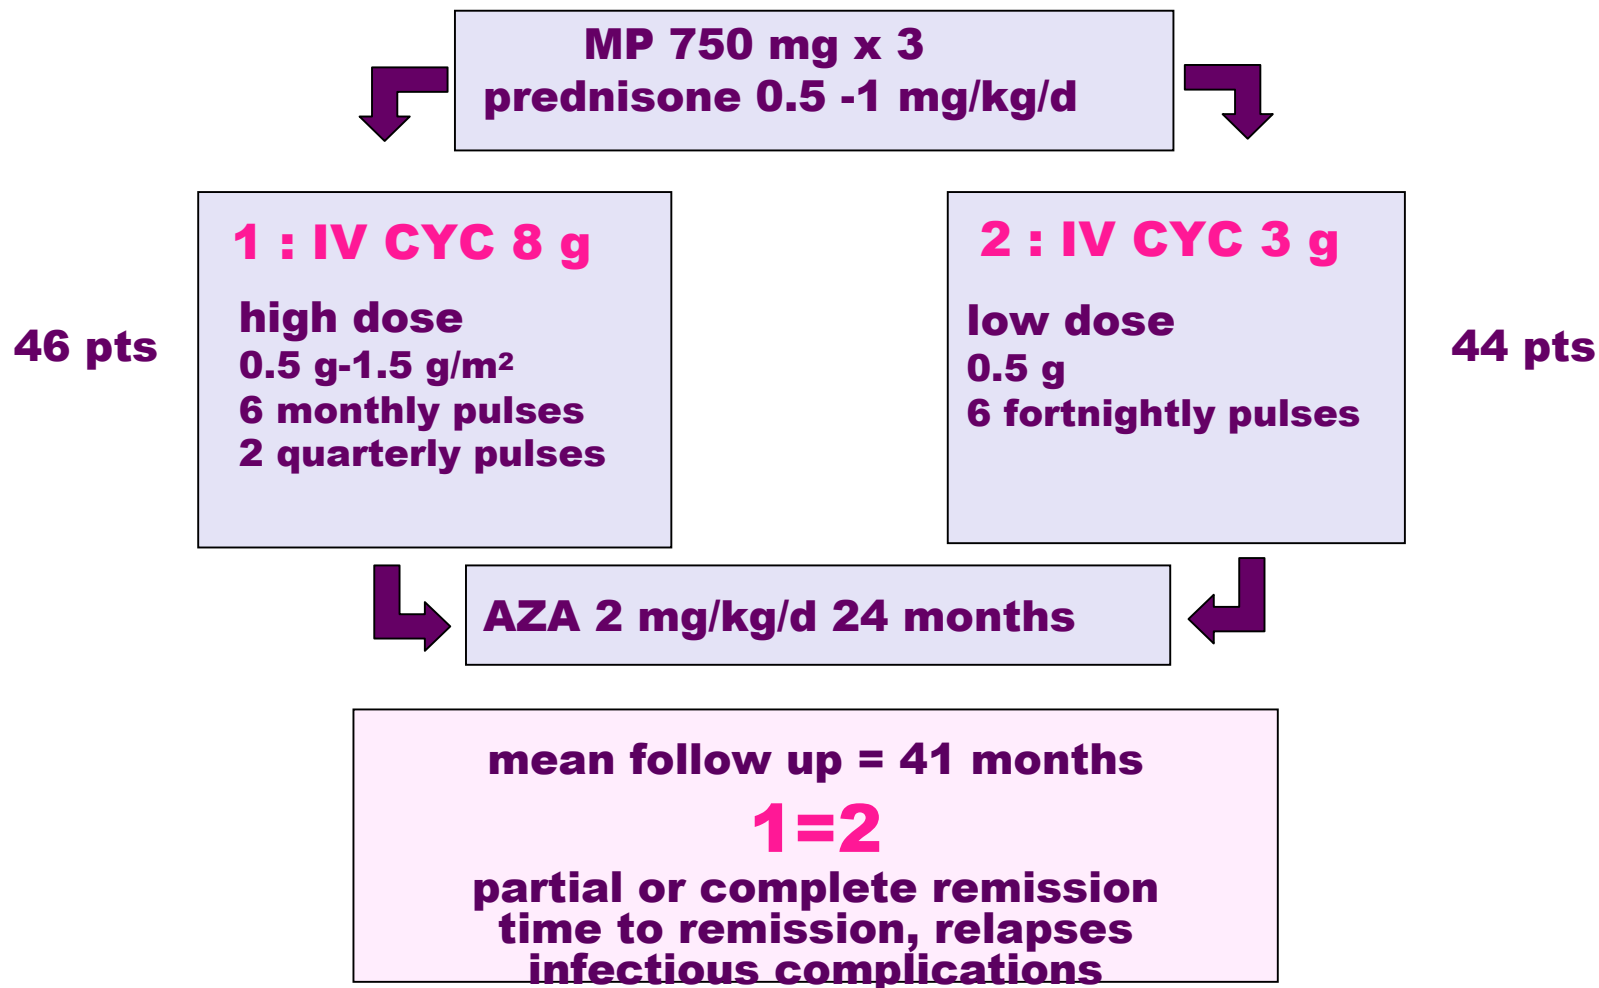 MP 750 mg x 3
prednisone 0.5 -1 mg/kg/d
46 pts
1 : IV CYC 8 g
high dose
0.5 g-1.5 g/m²
6 monthly pulses
2 quarterly pulses
2 : IV CYC 3 g
low dose
0.5 g
6 fortnightly pulses
44 pts
AZA 2 mg/kg/d 24 months
mean follow up = 41 months
1=2
partial or complete remission
time to remission, relapses
infectious complications